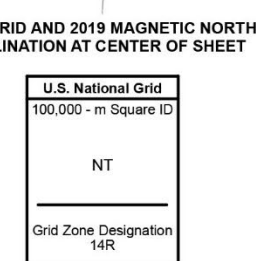 RID AND 2019 MAGNETIC NORTH
INATION AT CENTER OF SHEET
U.S. National Grid
100,000 - m Square ID
NT
Grid Zone Designation
14R